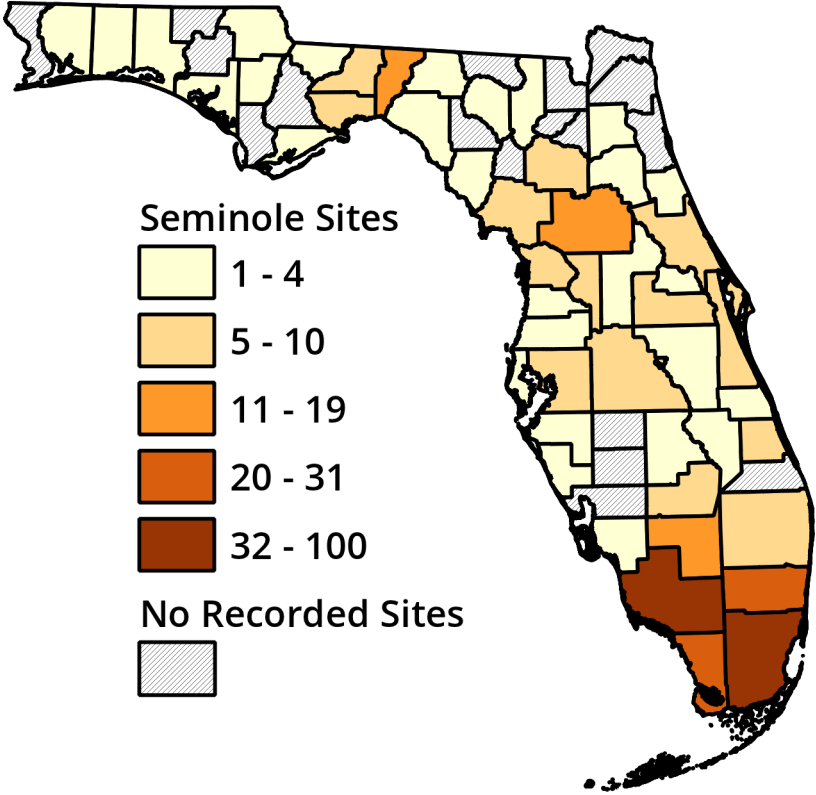 Seminole Sites
1 - 4
5 - 10
11 - 19
20 - 31
32 - 100
No Recorded Sites